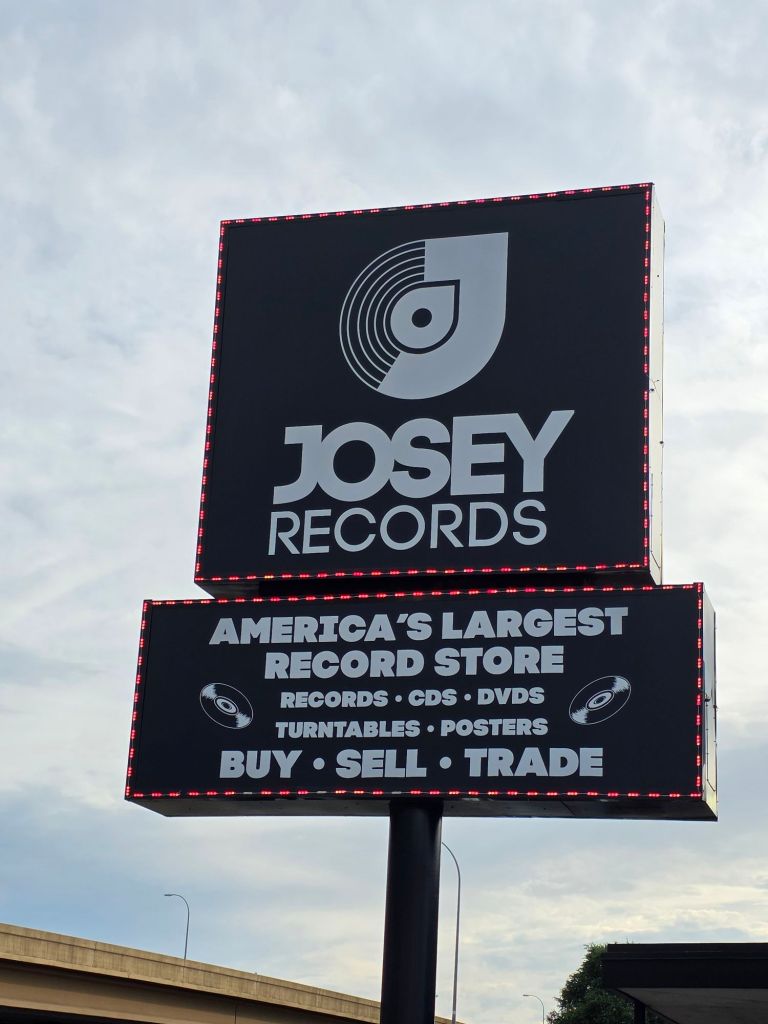 JOSEY
RECORDS
AMERICA'S LARGEST
RECORD STORE
RECORDS • CDS • DVDS
TURNTABLES • POSTERS
BUY • SELL • TRADE